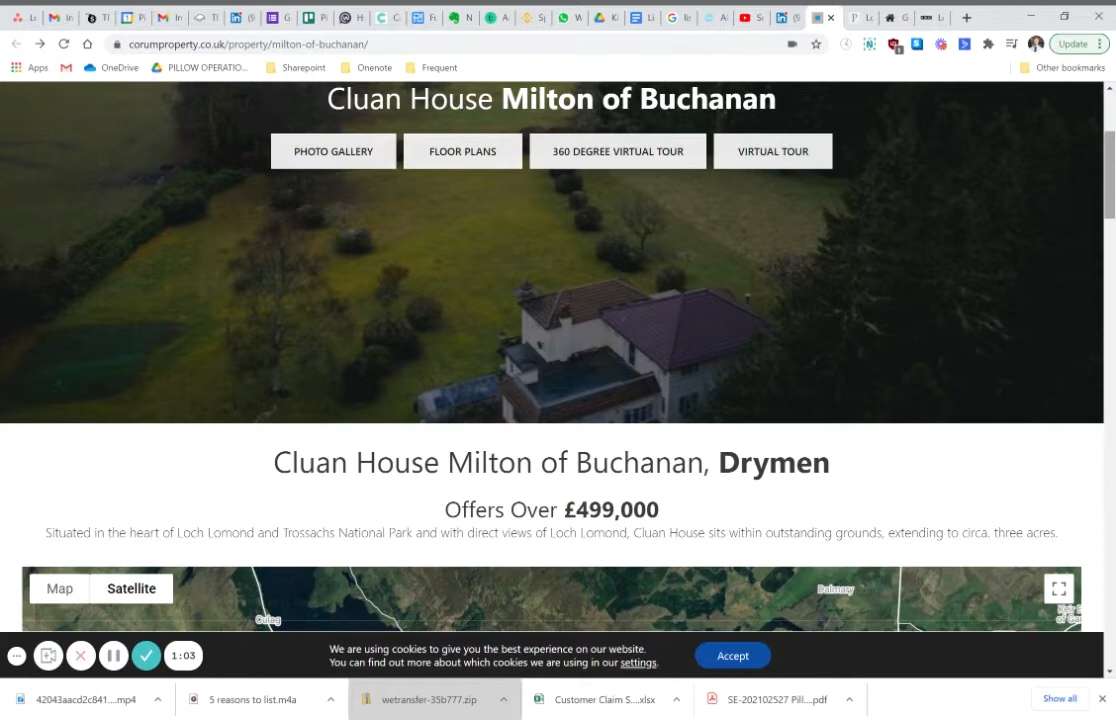 corumproperty.co.uk/property/milton-of-buchanan/
Update
Apps
OneDrive
PILLOW OPERATIO...
Sharepoint
Onenote
Frequent
Other bookmarks
Cluan House Milton of Buchanan
PHOTO GALLERY
FLOOR PLANS
360 DEGREE VIRTUAL TOUR
VIRTUAL TOUR
Cluan House Milton of Buchanan, Drymen
Offers Over £499,000
Situated in the heart of Loch Lomond and Trossachs National Park and with direct views of Loch Lomond, Cluan House sits within outstanding grounds, extending to circa. three acres.
Map
Satellite
Dalmary
1:03
We are using cookies to give you the best experience on our website.
You can find out more about which cookies we are using in our settings.
Accept
42043aacd2c841....mp4
5 reasons to list.m4a
wetransfer-35b777.zip
Customer Claim S....xlsx
SE-202102527 Pill....pdf
Show all